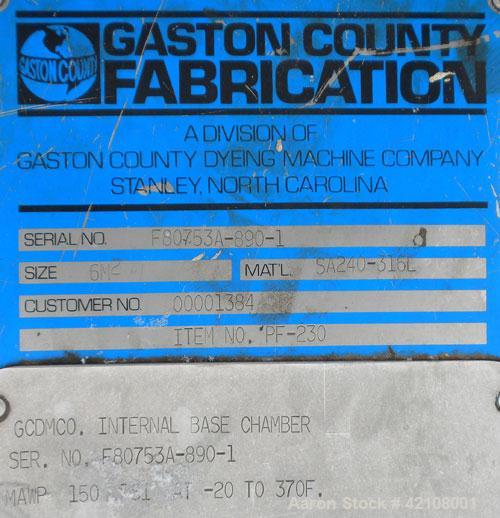 GASTON COUNTY
GASTON COUNTY
FABRICATION
A DIVISION OF
GASTON COUNTY DYEING MACHINE COMPANY
STANLEY, NORTH CAROLINA
SERIAL NO. F80753A-890-1
SIZE 6M2 MAT'L. SA240-316L
CUSTOMER NO. 00001384
ITEM NO. PF-230
GCDMCO. INTERNAL BASE CHAMBER
SER. NO. F80753A-890-1
MAWP 150 PSI AT -20 TO 370F.
Aaron Stock # 42108001